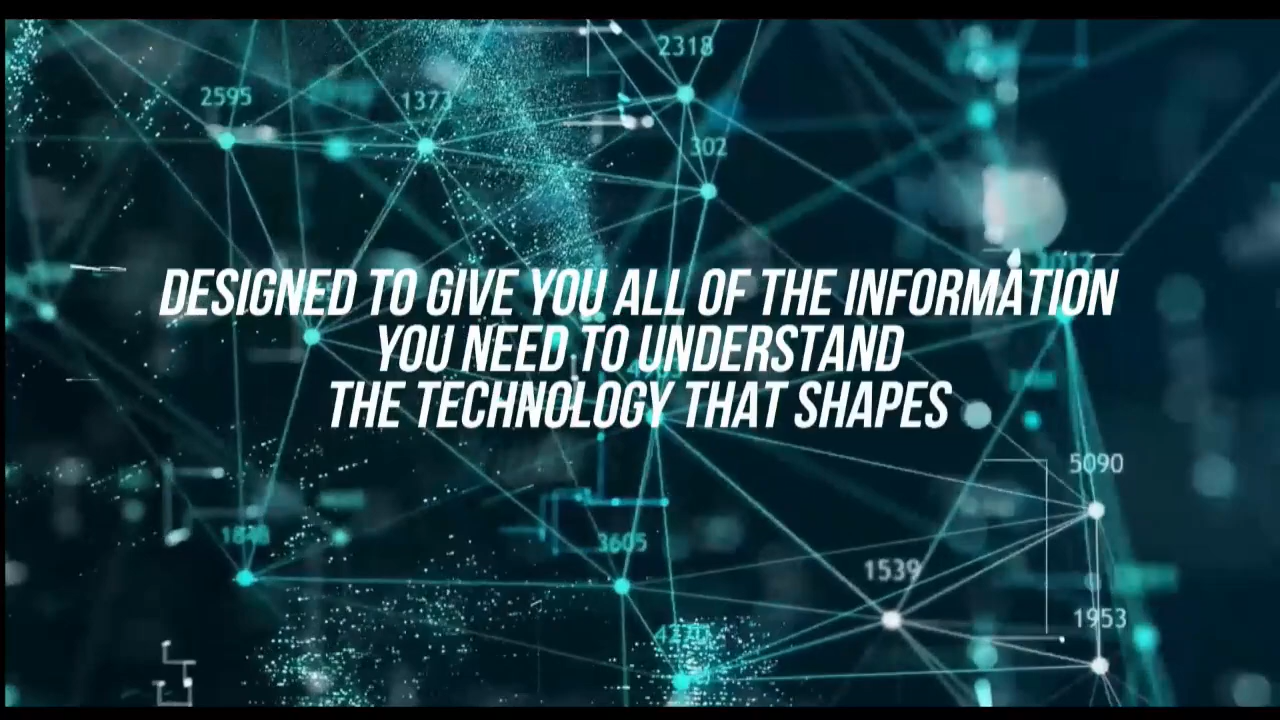 2318
2595
1373
302
DESIGNED TO GIVE YOU ALL OF THE INFORMATION
YOU NEED TO UNDERSTAND
THE TECHNOLOGY THAT SHAPES
5090
3605
1539
1953